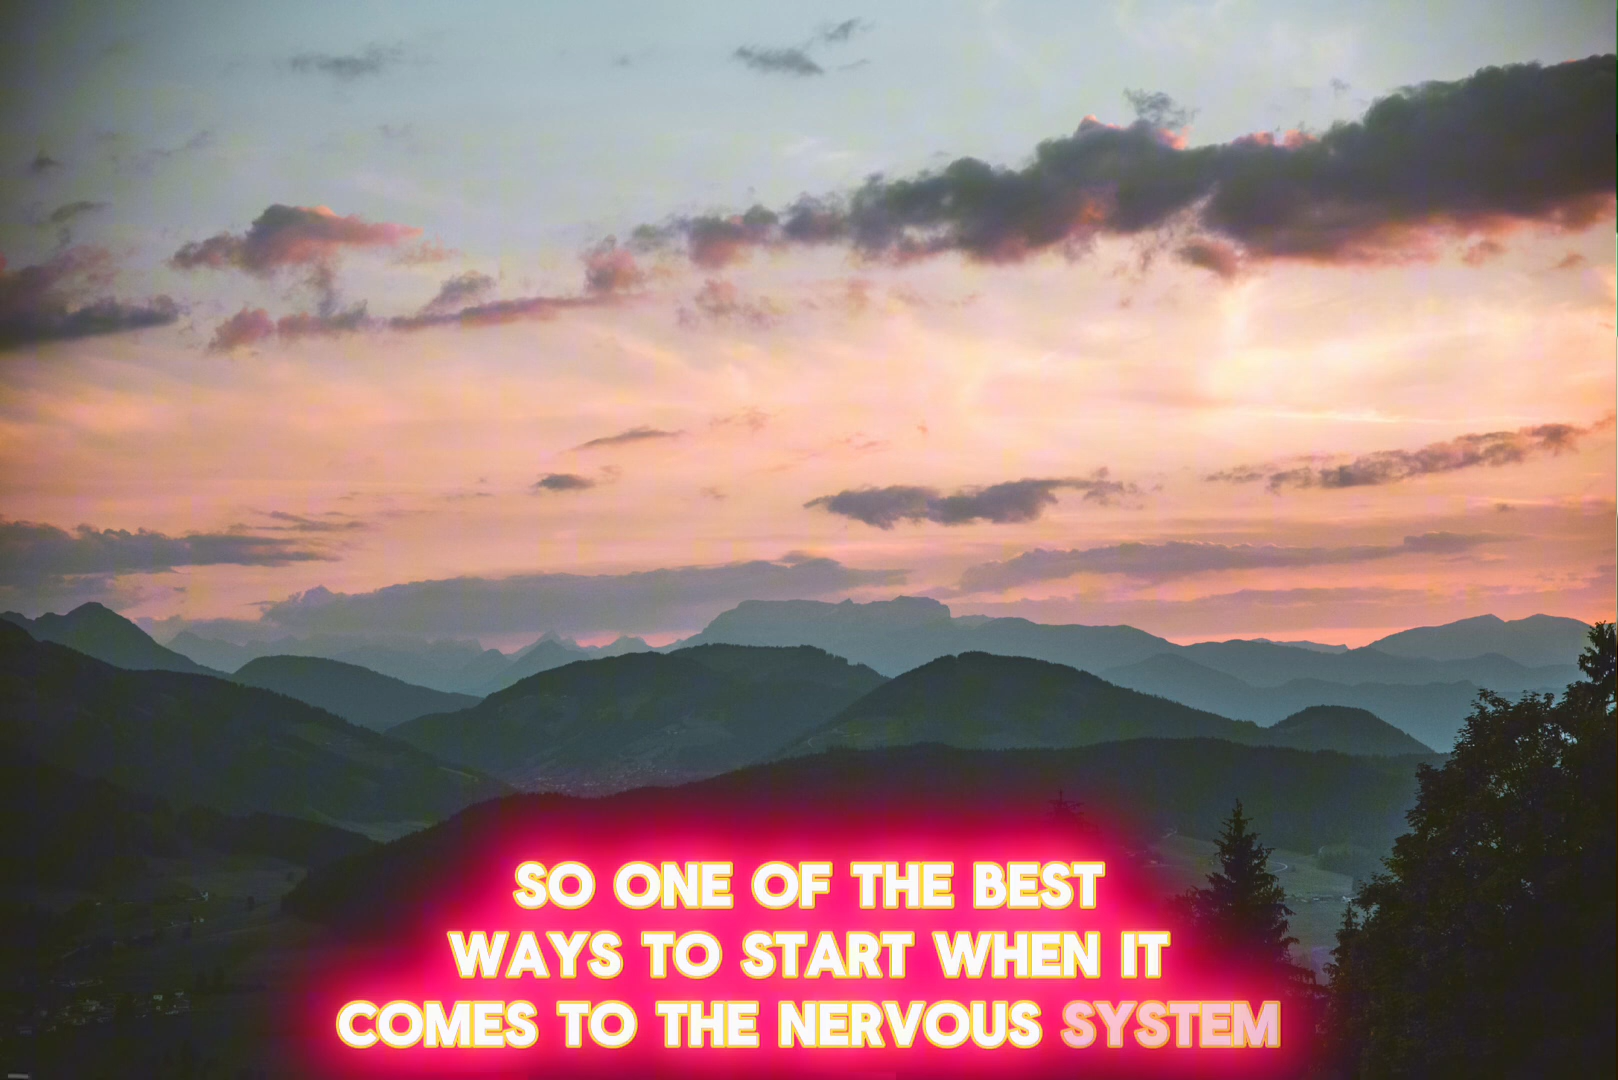 SO ONE OF THE BEST
WAYS TO START WHEN IT
COMES TO THE NERVOUS SYSTEM